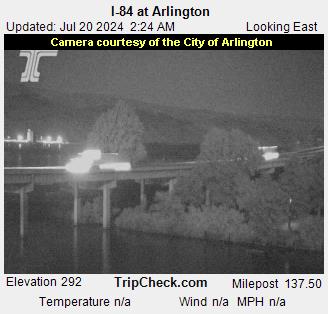 I-84 at Arlington
Updated: Jul 20 2024 2:24 AM Looking East
Camera courtesy of the City of Arlington
Elevation 292 TripCheck.com Milepost 137.50
Temperature n/a Wind n/a MPH n/a